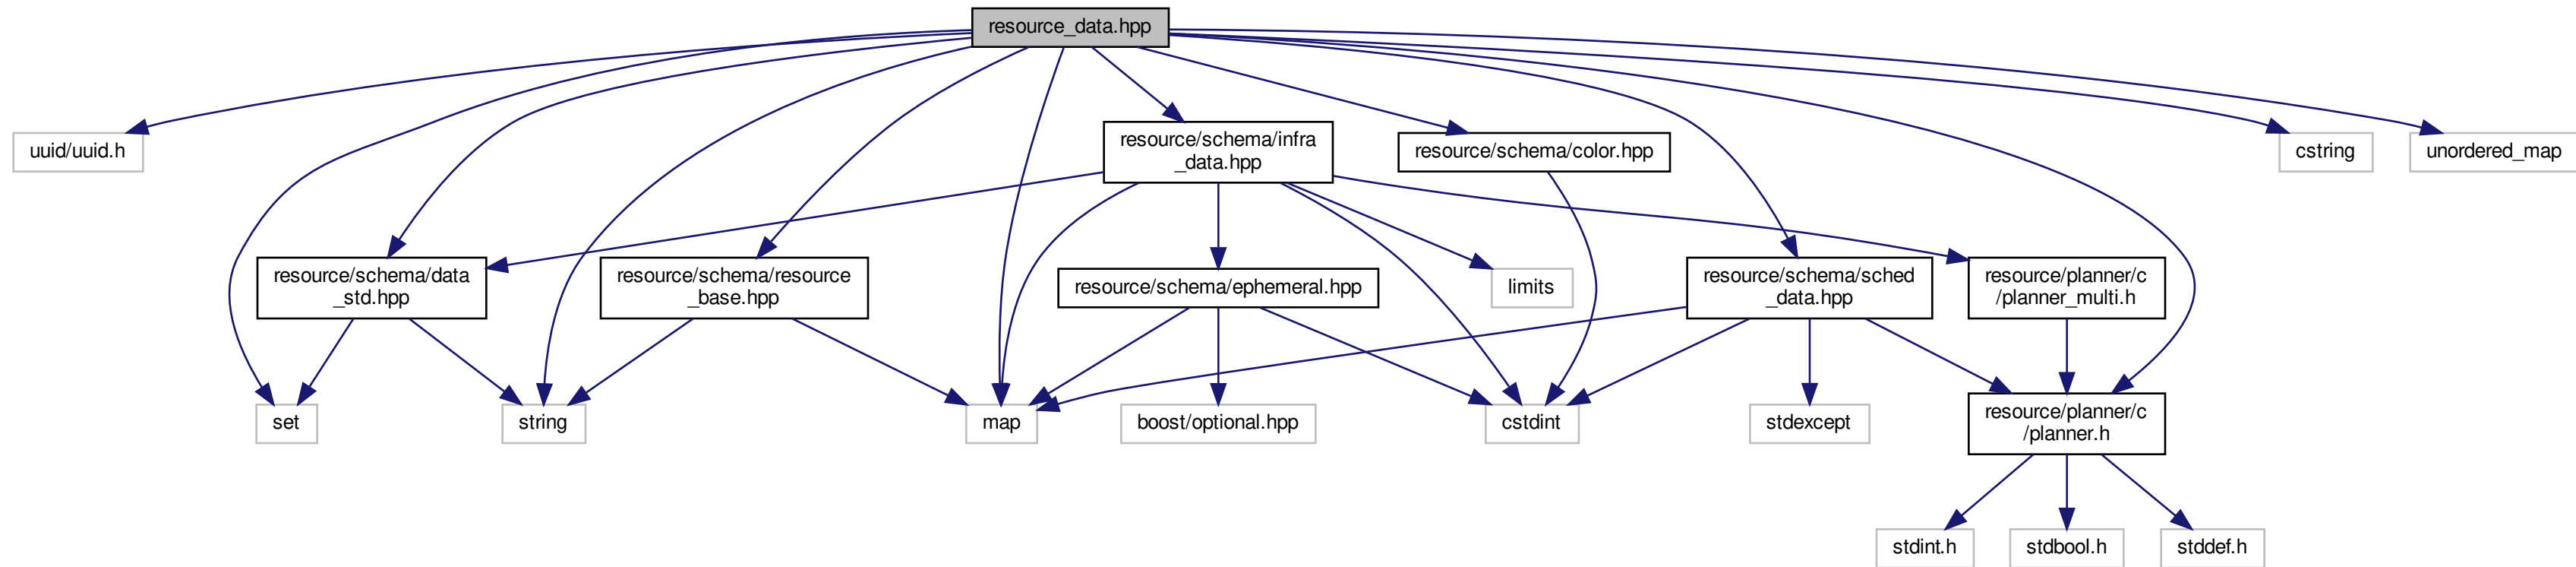 resource_data.hpp
uuid/uuid.h
resource/schema/infra
_data.hpp
resource/schema/color.hpp
cstring
unordered_map
resource/schema/data
_std.hpp
resource/schema/resource
_base.hpp
resource/schema/ephemeral.hpp
limits
resource/schema/sched
_data.hpp
resource/planner/c
/planner_multi.h
set
string
map
boost/optional.hpp
cstdint
stdexcept
resource/planner/c
/planner.h
stdint.h
stdbool.h
stddef.h